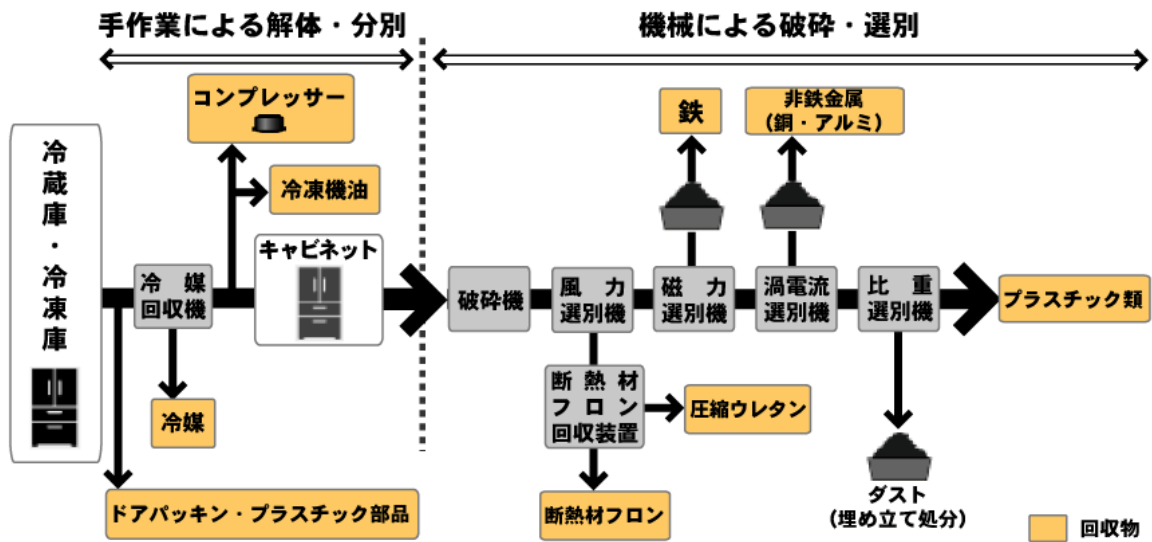 手作業による解体・分別
機械による破砕・選別
冷蔵庫・冷凍庫
コンプレッサー
冷凍機油
キャビネット
冷　媒
回収機
冷媒
ドアパッキン・プラスチック部品
破砕機
風　力
選別機
断　熱　材
フ　ロ　ン
回収装置
圧縮ウレタン
断熱材フロン
鉄
磁　力
選別機
非鉄金属
（銅・アルミ）
渦電流
選別機
比　重
選別機
ダスト
（埋め立て処分）
プラスチック類
回収物